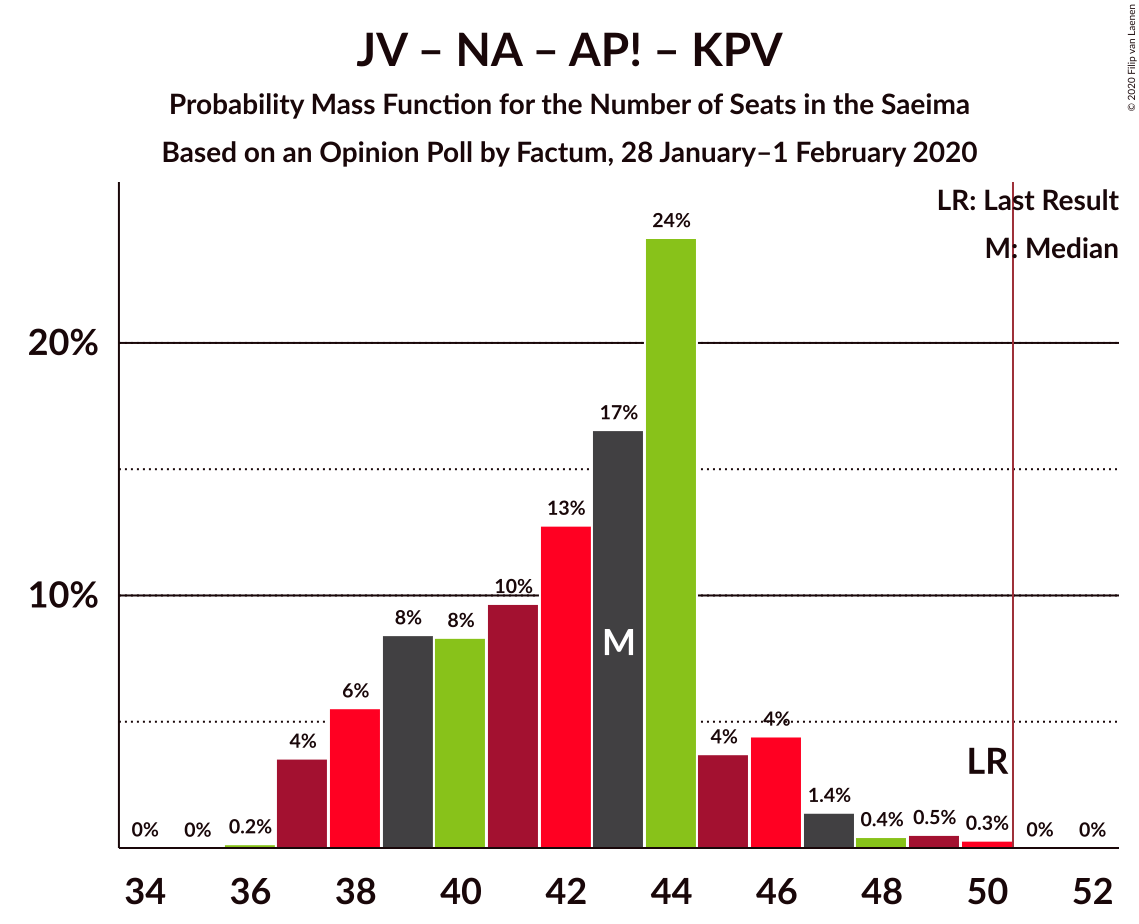 JV – NA – AP! – KPV
Probability Mass Function for the Number of Seats in the Saeima
Based on an Opinion Poll by Factum, 28 January–1 February 2020
© 2020 Filip van Laenen
LR: Last Result
M: Median
20%
10%
0%
0%
0.2%
4%
6%
8%
8%
10%
13%
17%
24%
4%
4%
1.4%
0.4%
0.5%
0.3%
0%
0%
M
LR
34 36 38 40 42 44 46 48 50 52